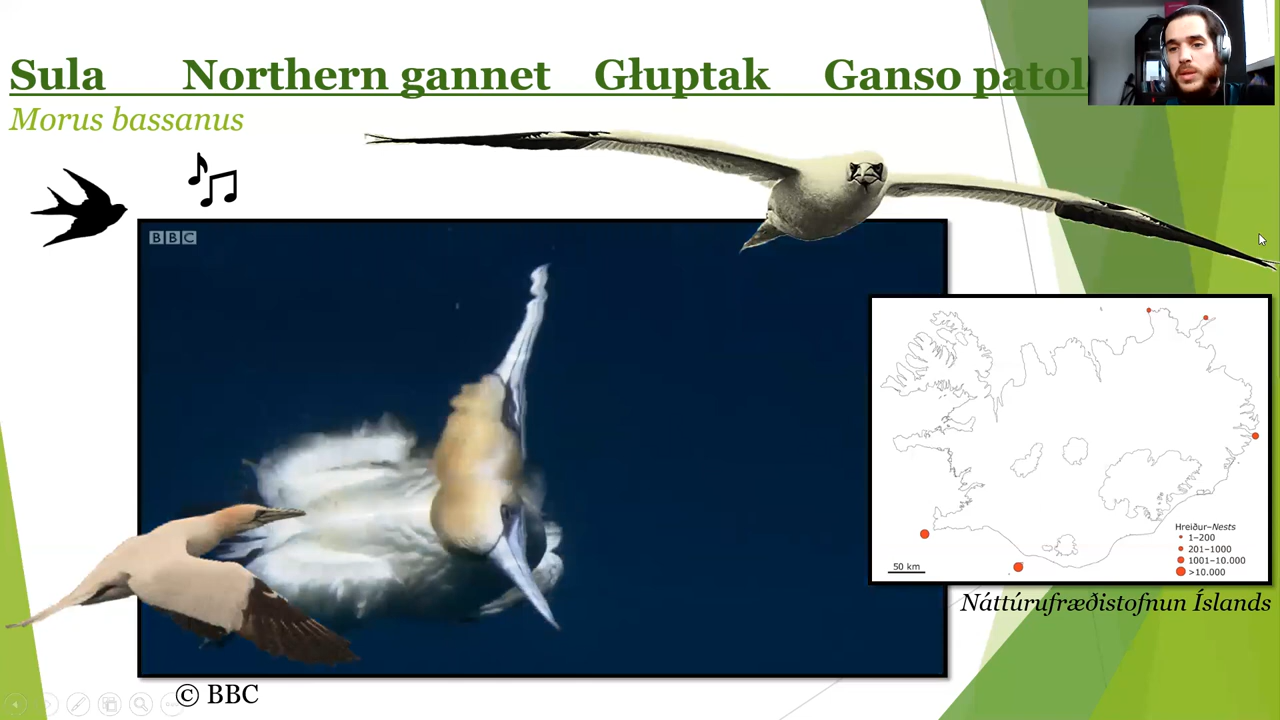 Sula Northern gannet Głuptak Ganso patol
Morus bassanus
BBC
Hreiður–Nests
1–200
201–1000
1001–10.000
>10.000
50 km
Náttúrufræðistofnun Íslands
© BBC